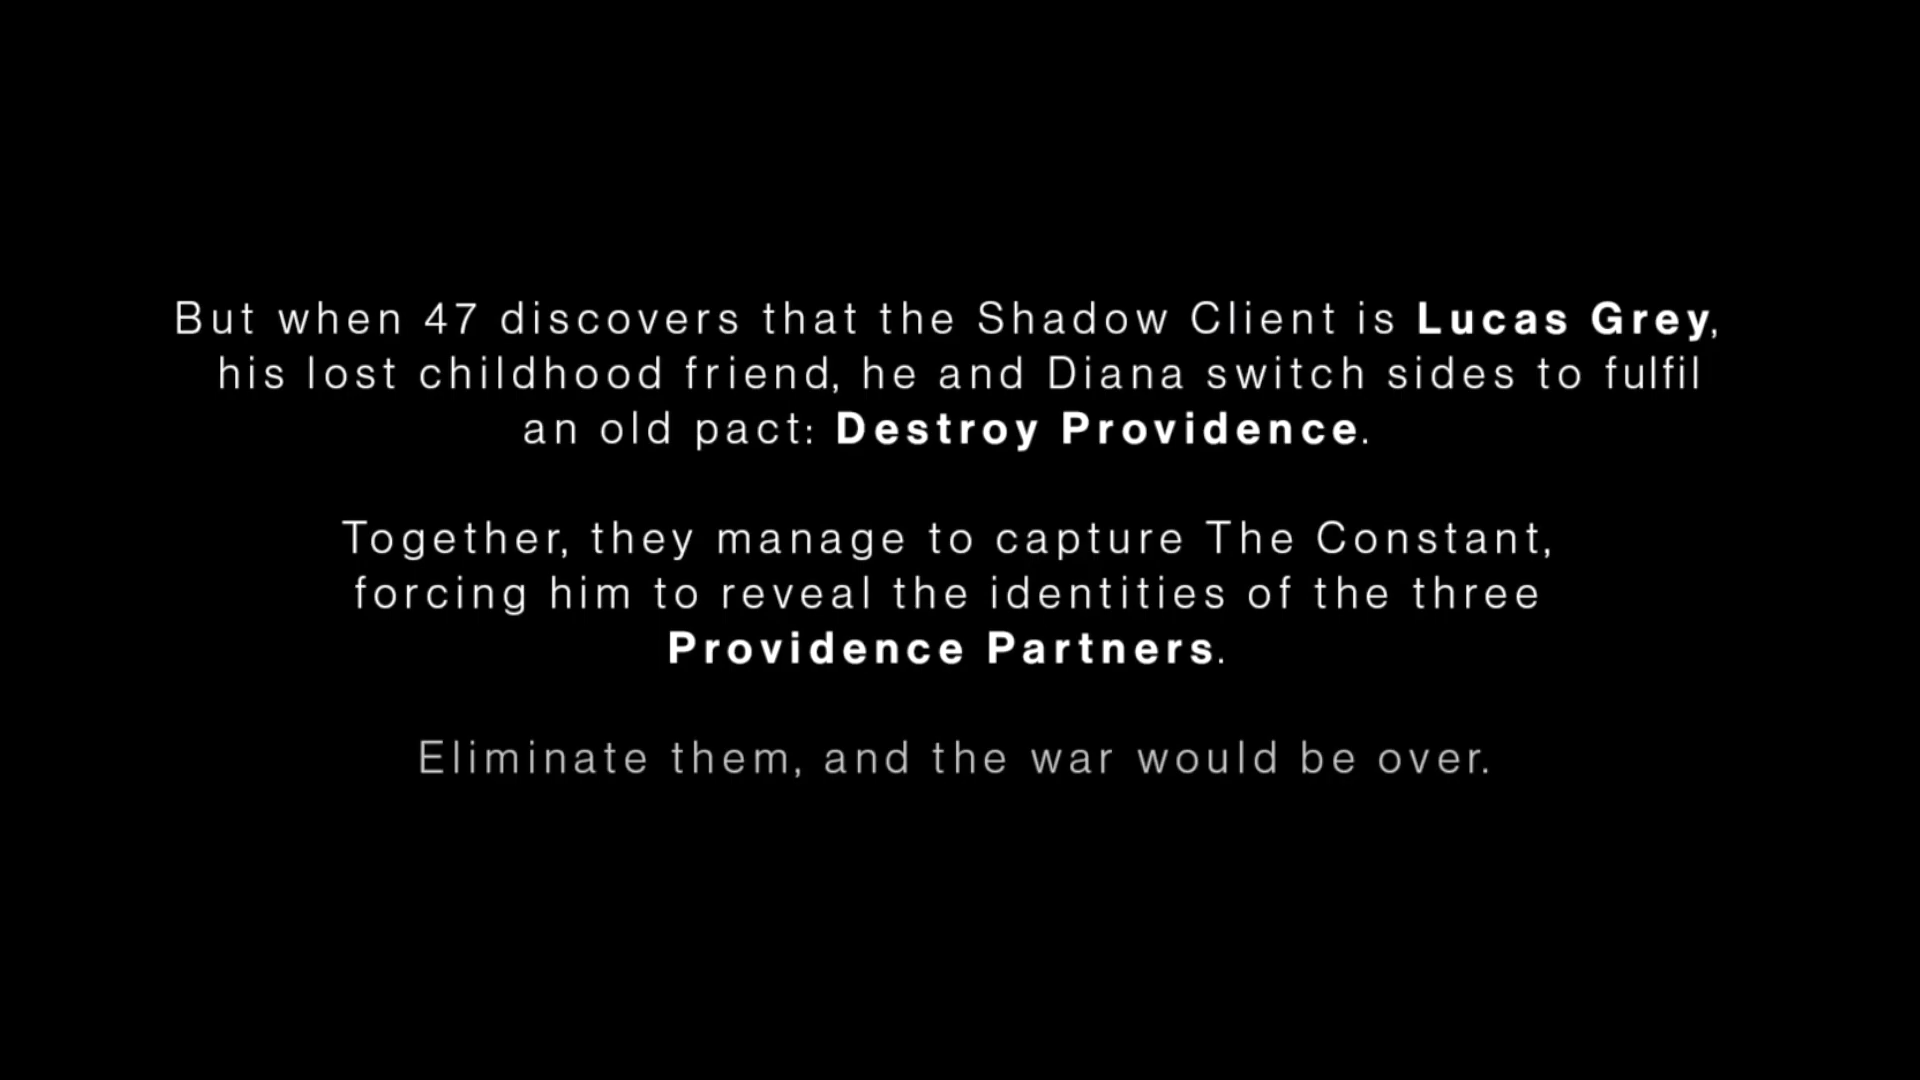 But when 47 discovers that the Shadow Client is Lucas Grey,
his lost childhood friend, he and Diana switch sides to fulfil
an old pact: Destroy Providence.
Together, they manage to capture The Constant,
forcing him to reveal the identities of the three
Providence Partners.
Eliminate them, and the war would be over.